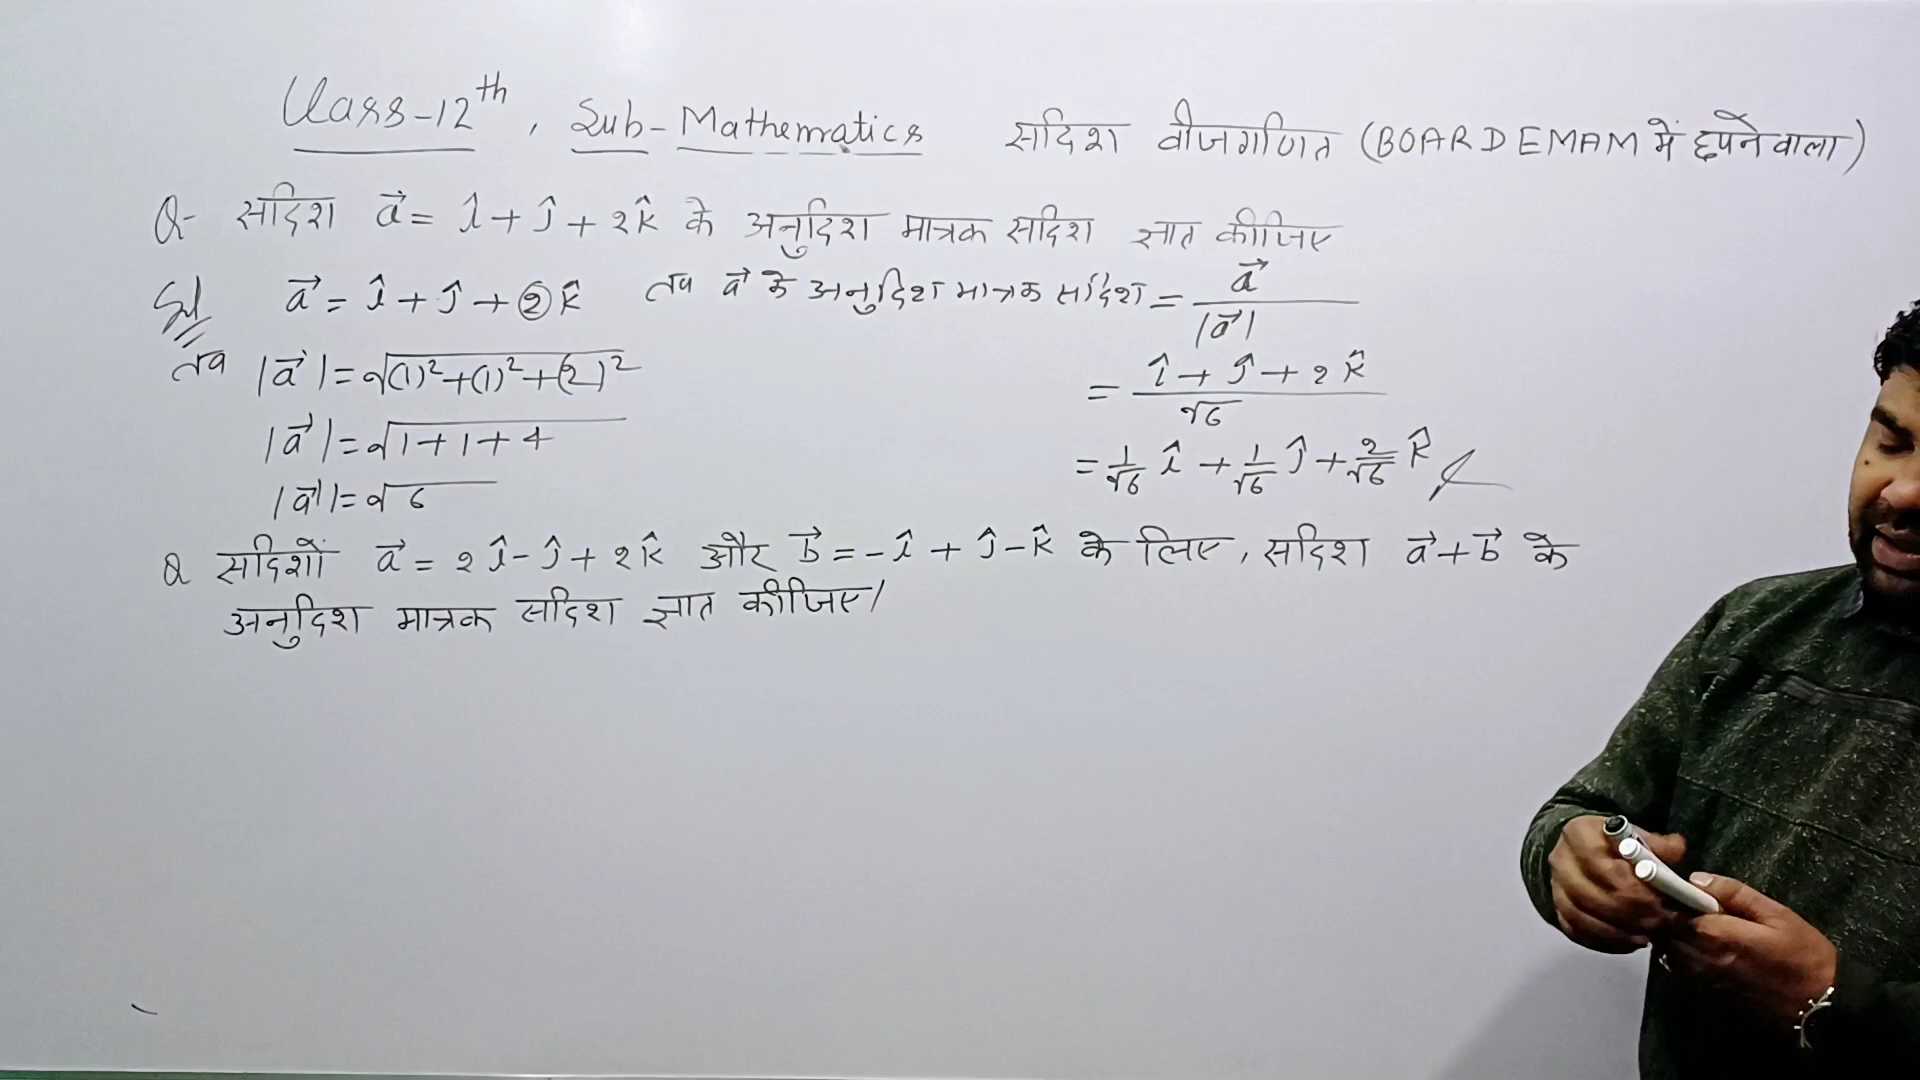 Class-12th, Sub-Mathematics सदिश बीजगणित (BOARD EMAM में छपने वाला)
Q- सदिश a⃗ = î + ĵ + 2k̂ के अनुदिश मात्रक सदिश ज्ञात कीजिए
Sol a⃗ = î + ĵ + 2k̂ तब a⃗ के अनुदिश मात्रक सदिश = a⃗/|a⃗|
तब |a⃗| = √(1)²+(1)²+(2)² = î + ĵ + 2k̂/√6
|a⃗| = √1+1+4 = 1/√6 î + 1/√6 ĵ + 2/√6 k̂
|a⃗| = √6
Q सदिशों a⃗ = 2î - ĵ + 2k̂ और b⃗ = -î + ĵ - k̂ के लिए, सदिश a⃗ + b⃗ के
अनुदिश मात्रक सदिश ज्ञात कीजिए/